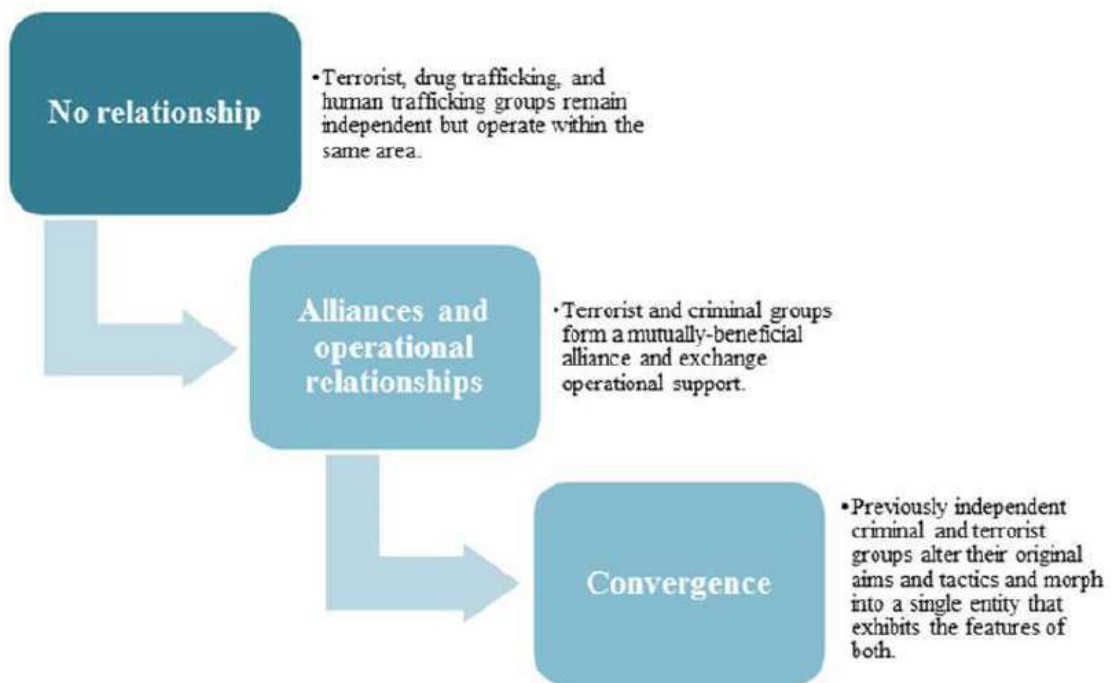 No relationship
•Terrorist, drug trafficking, and
human trafficking groups remain
independent but operate within the
same area.
Alliances and
operational
relationships
•Terrorist and criminal groups
form a mutually-beneficial
alliance and exchange
operational support.
Convergence
•Previously independent
criminal and terrorist
groups alter their original
aims and tactics and morph
into a single entity that
exhibits the features of
both.